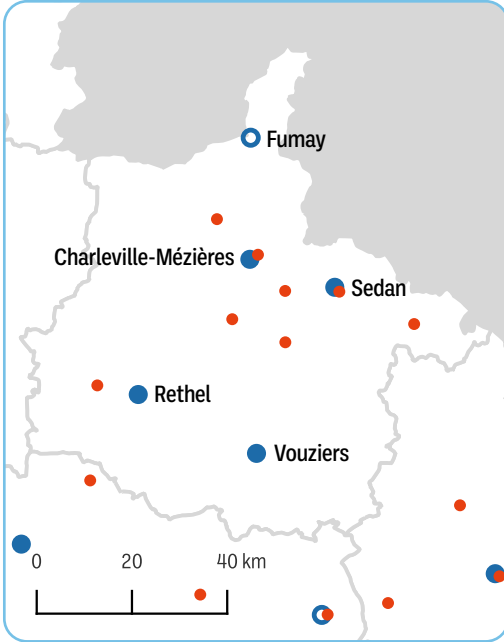 Fumay
Charleville-Mézières
Sedan
Rethel
Vouziers
0 20 40 km